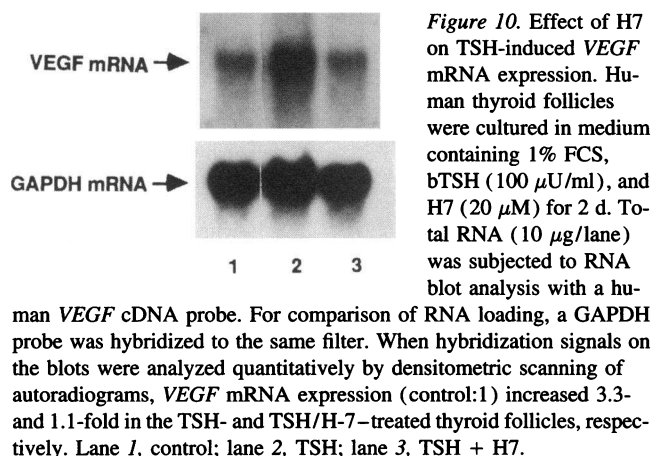 VEGF mRNA
GAPDH mRNA
1 2 3
Figure 10. Effect of H7
on TSH-induced VEGF
mRNA expression. Hu-
man thyroid follicles
were cultured in medium
containing 1% FCS,
bTSH (100 μU/ml), and
H7 (20 μM) for 2 d. To-
tal RNA (10 μg/lane)
was subjected to RNA
blot analysis with a hu-
man VEGF cDNA probe. For comparison of RNA loading, a GAPDH
probe was hybridized to the same filter. When hybridization signals on
the blots were analyzed quantitatively by densitometric scanning of
autoradiograms, VEGF mRNA expression (control:1) increased 3.3-
and 1.1-fold in the TSH- and TSH/H-7–treated thyroid follicles, respec-
tively. Lane 1, control; lane 2, TSH; lane 3, TSH + H7.